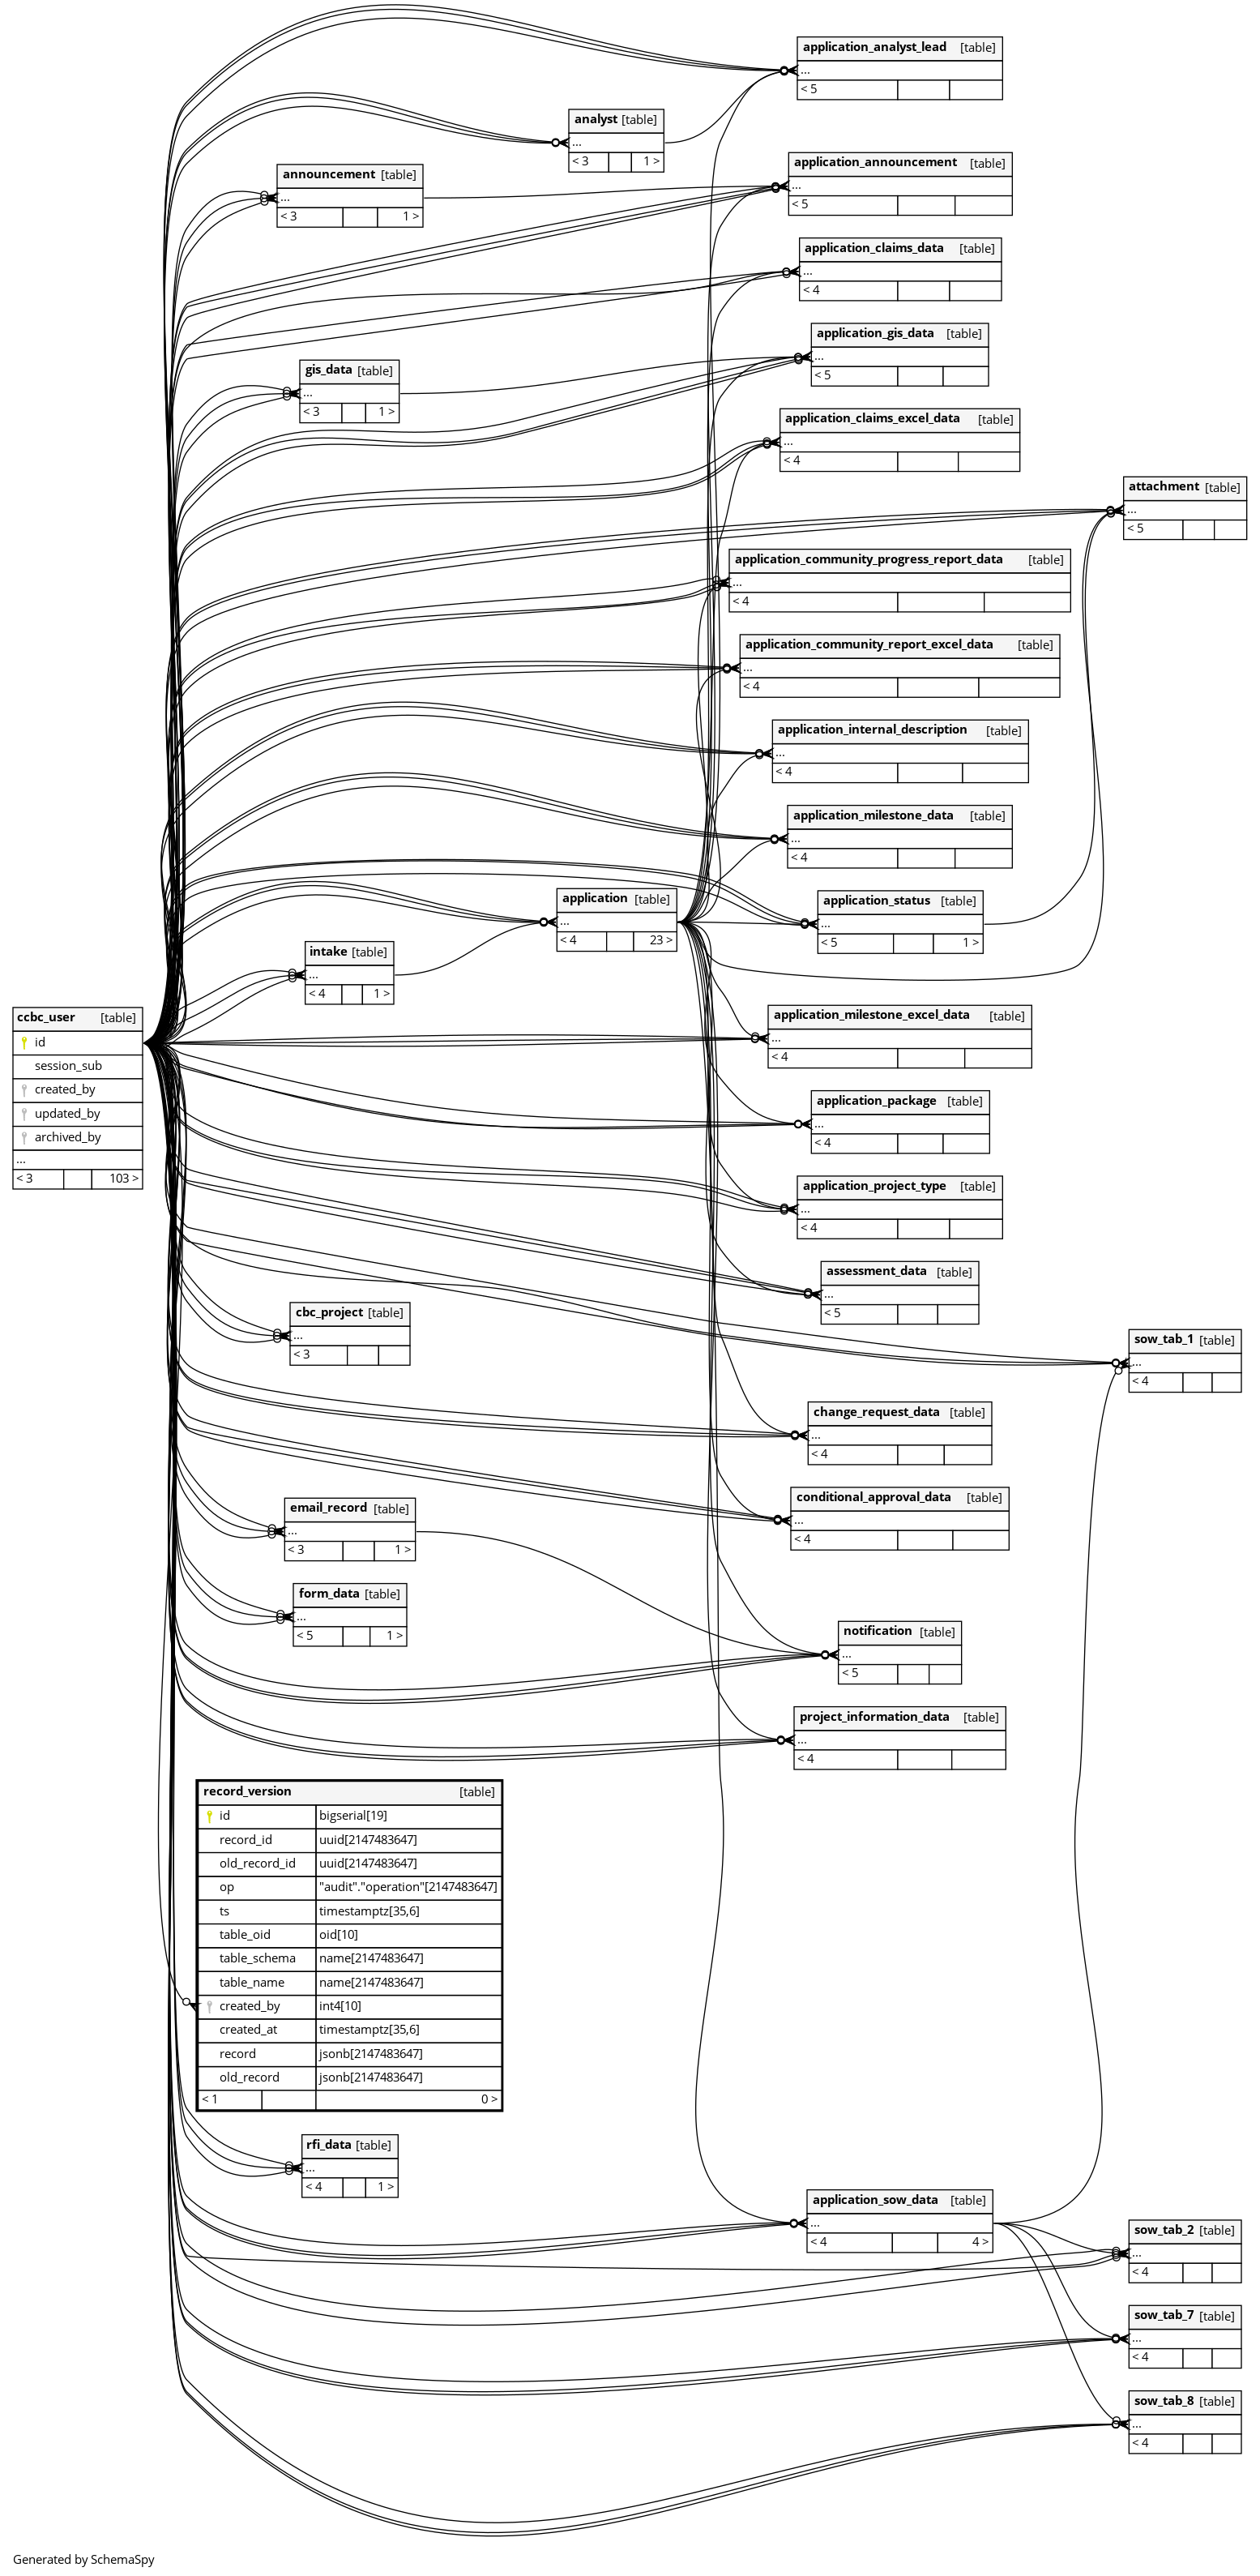 application_analyst_lead [table]
...
< 5
analyst [table]
...
< 3 1 >
application_announcement [table]
...
< 5
announcement [table]
...
< 3 1 >
application_claims_data [table]
...
< 4
application_gis_data [table]
...
< 5
gis_data [table]
...
< 3 1 >
application_claims_excel_data [table]
...
< 4
attachment [table]
...
< 5
application_community_progress_report_data [table]
...
< 4
application_community_report_excel_data [table]
...
< 4
application_internal_description [table]
...
< 4
application_milestone_data [table]
...
< 4
application [table]
...
< 4 23 >
application_status [table]
...
< 5 1 >
intake [table]
...
< 4 1 >
ccbc_user [table]
id
session_sub
created_by
updated_by
archived_by
...
< 3 103 >
application_milestone_excel_data [table]
...
< 4
application_package [table]
...
< 4
application_project_type [table]
...
< 4
assessment_data [table]
...
< 5
cbc_project [table]
...
< 3
sow_tab_1 [table]
...
< 4
change_request_data [table]
...
< 4
conditional_approval_data [table]
...
< 4
email_record [table]
...
< 3 1 >
form_data [table]
...
< 5 1 >
notification [table]
...
< 5
project_information_data [table]
...
< 4
record_version [table]
id bigserial[19]
record_id uuid[2147483647]
old_record_id uuid[2147483647]
op "audit"."operation"[2147483647]
ts timestamptz[35,6]
table_oid oid[10]
table_schema name[2147483647]
table_name name[2147483647]
created_by int4[10]
created_at timestamptz[35,6]
record jsonb[2147483647]
old_record jsonb[2147483647]
< 1 0 >
rfi_data [table]
...
< 4 1 >
application_sow_data [table]
...
< 4 4 >
sow_tab_2 [table]
...
< 4
sow_tab_7 [table]
...
< 4
sow_tab_8 [table]
...
< 4
Generated by SchemaSpy